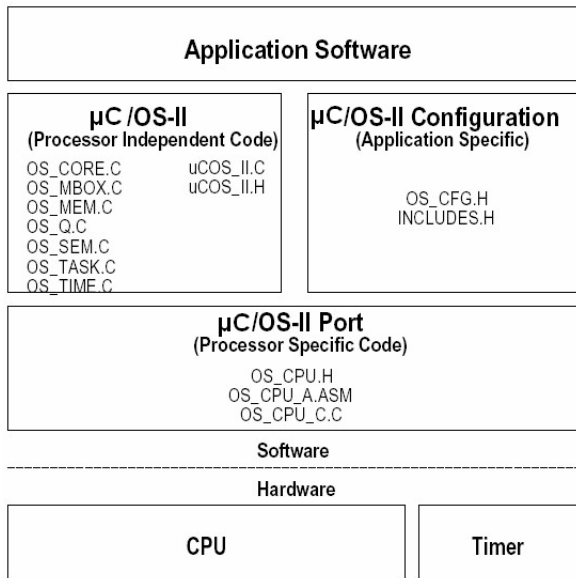 Application Software
µC/OS-II
(Processor Independent Code)
OS_CORE.C
OS_MBOX.C
OS_MEM.C
OS_Q.C
OS_SEM.C
OS_TASK.C
OS_TIME.C
uCOS_II.C
uCOS_II.H
µC/OS-II Configuration
(Application Specific)
OS_CFG.H
INCLUDES.H
µC/OS-II Port
(Processor Specific Code)
OS_CPU.H
OS_CPU_A.ASM
OS_CPU_C.C
Software
Hardware
CPU
Timer